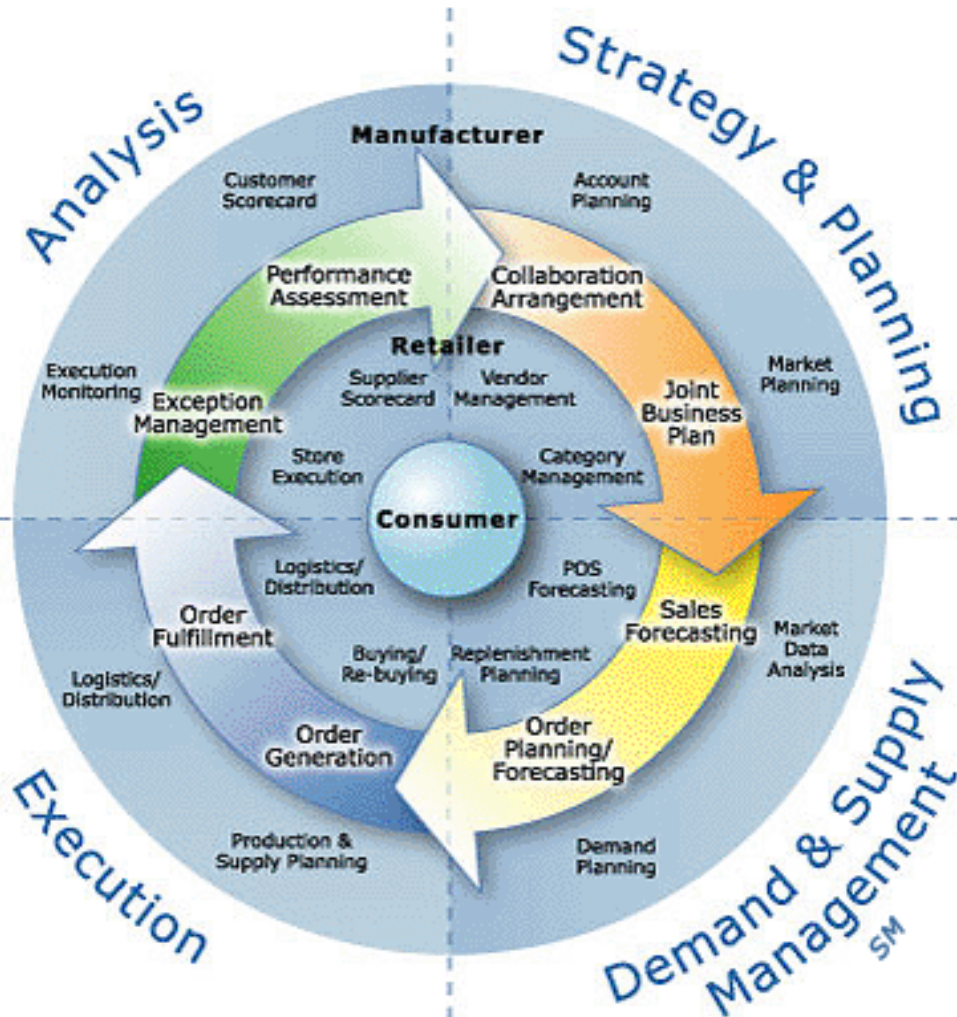 Analysis
Strategy & Planning
Manufacturer
Customer
Scorecard
Account
Planning
Performance
Assessment
Collaboration
Arrangement
Retailer
Execution
Monitoring
Exception
Management
Supplier
Scorecard
Vendor
Management
Joint
Business
Plan
Market
Planning
Store
Execution
Category
Management
Consumer
Logistics/
Distribution
POS
Forecasting
Order
Fulfillment
Sales
Forecasting
Market
Data
Analysis
Logistics/
Distribution
Buying/
Re-buying
Replenishment
Planning
Order
Generation
Order
Planning/
Forecasting
Production &
Supply Planning
Demand
Planning
Execution
Demand & Supply
Management
SM